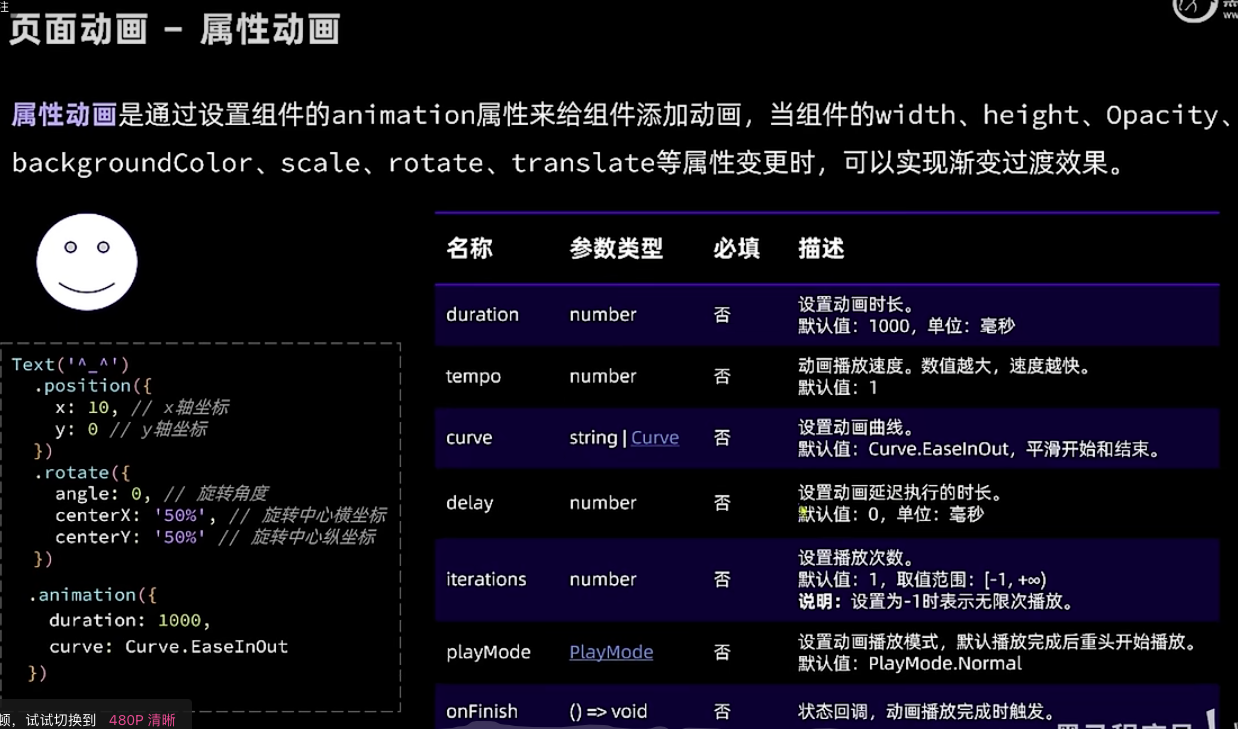 注
页面动画 - 属性动画
属性动画是通过设置组件的animation属性来给组件添加动画，当组件的width、height、Opacity、
backgroundColor、scale、rotate、translate等属性变更时，可以实现渐变过渡效果。
Text('^_^')
.position({
x: 10, // x轴坐标
y: 0 // y轴坐标
})
.rotate({
angle: 0, // 旋转角度
centerX: '50%', // 旋转中心横坐标
centerY: '50%' // 旋转中心纵坐标
})
.animation({
duration: 1000,
curve: Curve.EaseInOut
})
名称 参数类型 必填 描述
duration number 否 设置动画时长。
默认值：1000，单位：毫秒
tempo number 否 动画播放速度。数值越大，速度越快。
默认值：1
curve string | Curve 否 设置动画曲线。
默认值：Curve.EaseInOut，平滑开始和结束。
delay number 否 设置动画延迟执行的时长。
默认值：0，单位：毫秒
iterations number 否 设置播放次数。
默认值：1，取值范围：[-1, +∞)
说明：设置为-1时表示无限次播放。
playMode PlayMode 否 设置动画播放模式，默认播放完成后重头开始播放。
默认值：PlayMode.Normal
onFinish () => void 否 状态回调，动画播放完成时触发。
顿，试试切换到 480P 清晰